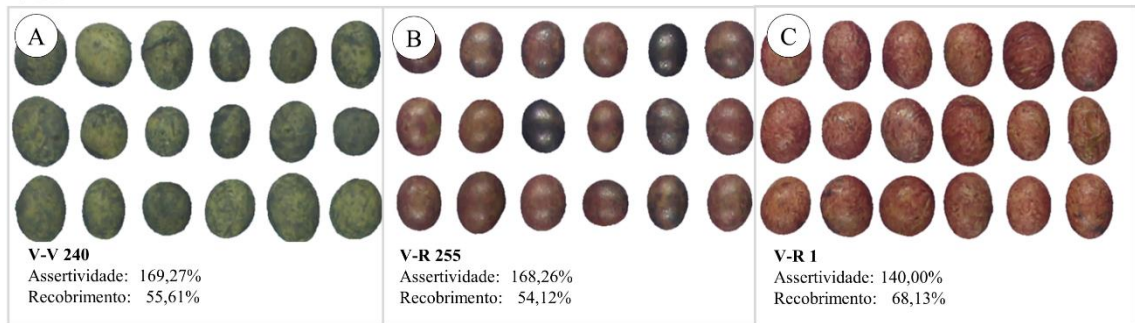 A
B
C
V-V 240
Assertividade: 169,27%
Recobrimento: 55,61%
V-R 255
Assertividade: 168,26%
Recobrimento: 54,12%
V-R 1
Assertividade: 140,00%
Recobrimento: 68,13%